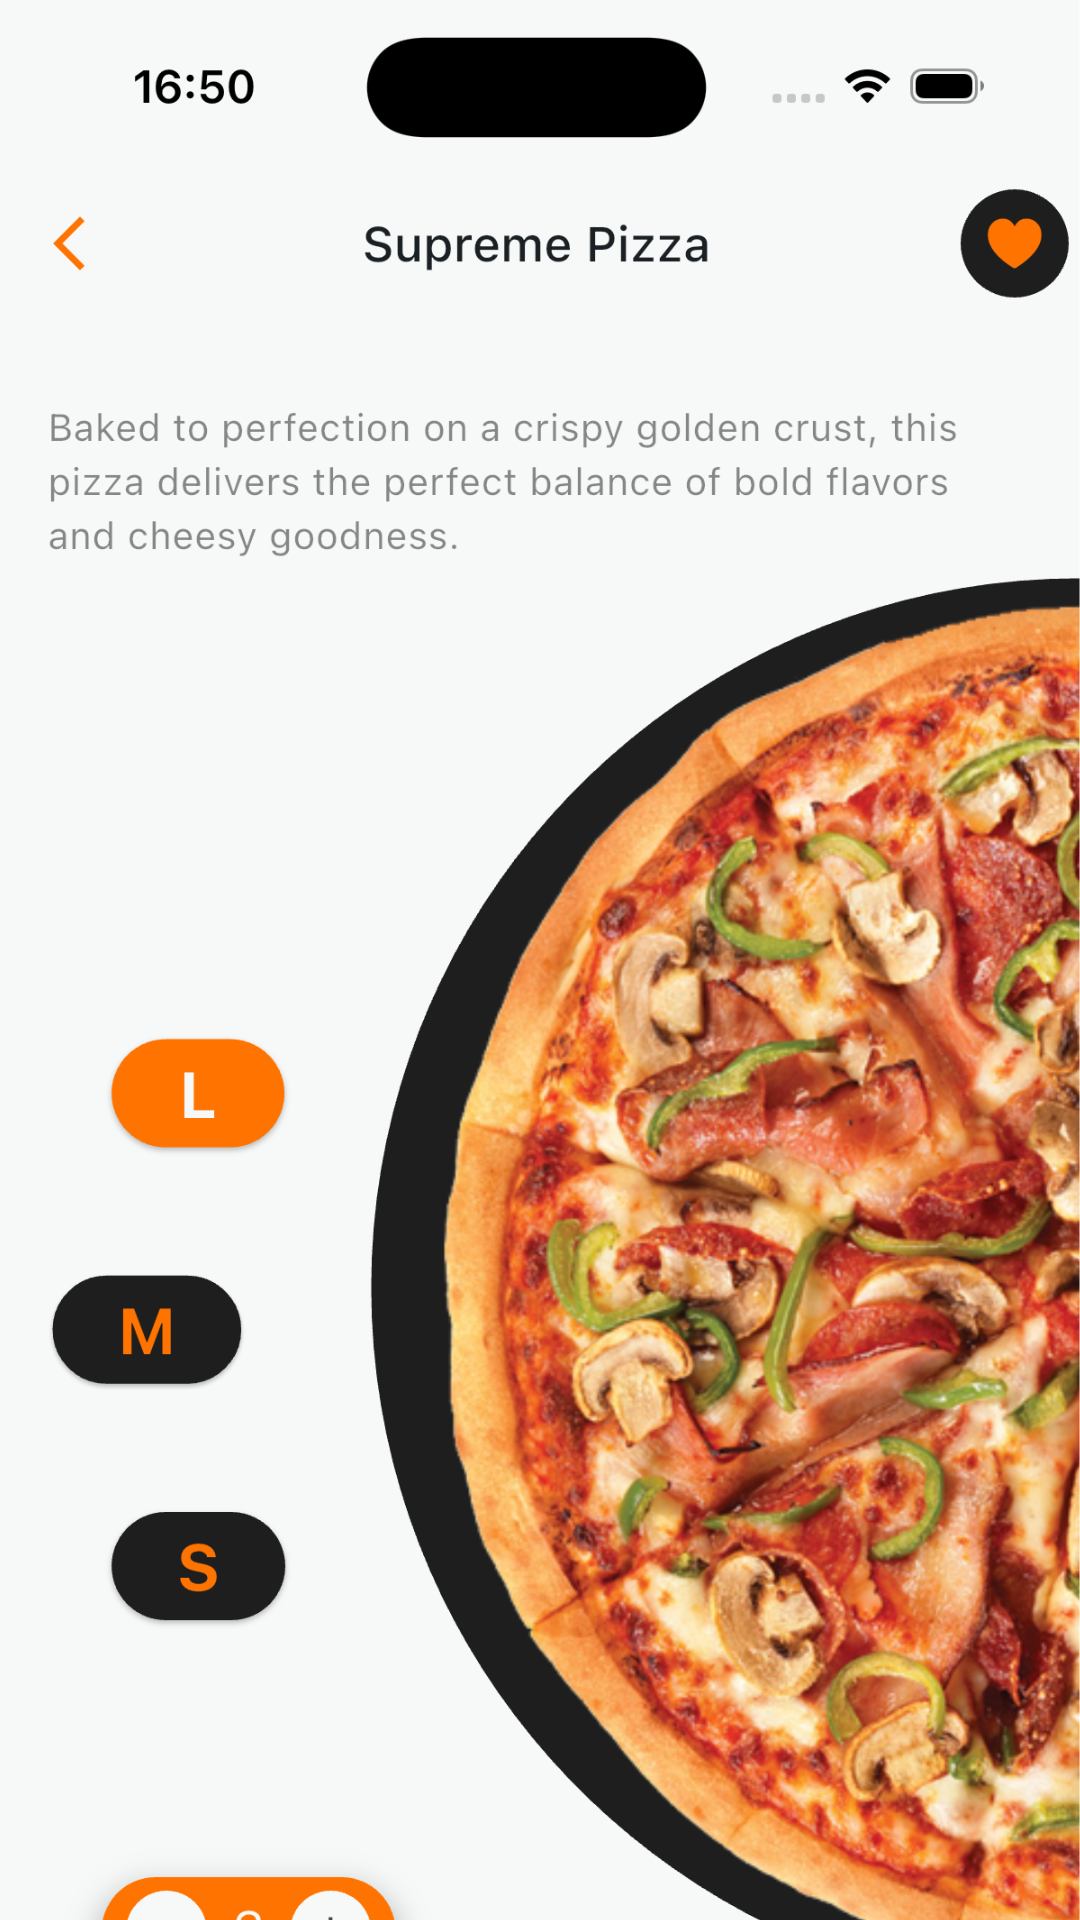 16:50
Supreme Pizza
Baked to perfection on a crispy golden crust, this
pizza delivers the perfect balance of bold flavors
and cheesy goodness.
L
M
S